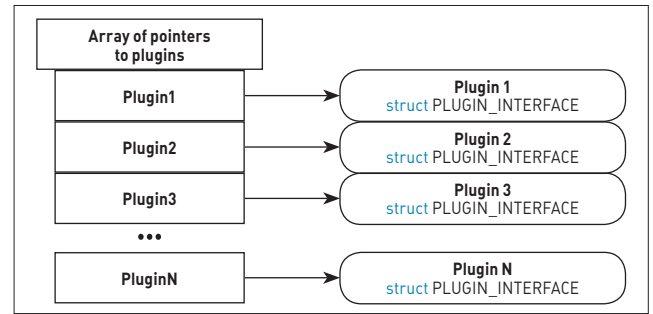 Array of pointers
to plugins
Plugin1
Plugin 1
struct PLUGIN_INTERFACE
Plugin2
Plugin 2
struct PLUGIN_INTERFACE
Plugin3
Plugin 3
struct PLUGIN_INTERFACE
•••
PluginN
Plugin N
struct PLUGIN_INTERFACE